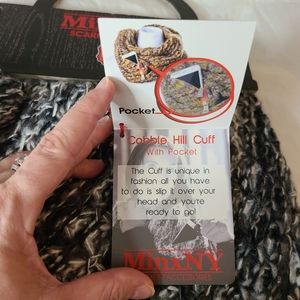 MinxNY
SCARF
Pocket
Cobble Hill Cuff
With Pocket
The Cuff is unique in
fashion all you have
to do is slip it over your
head and you're
ready to go!
MinxNY